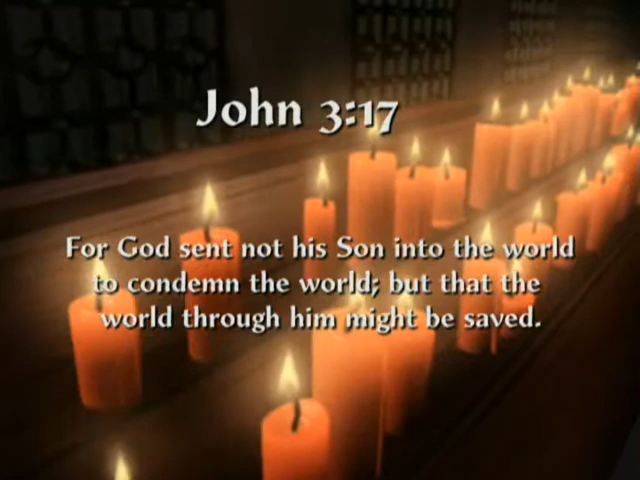 John 3:17
For God sent not his Son into the world
to condemn the world; but that the
world through him might be saved.